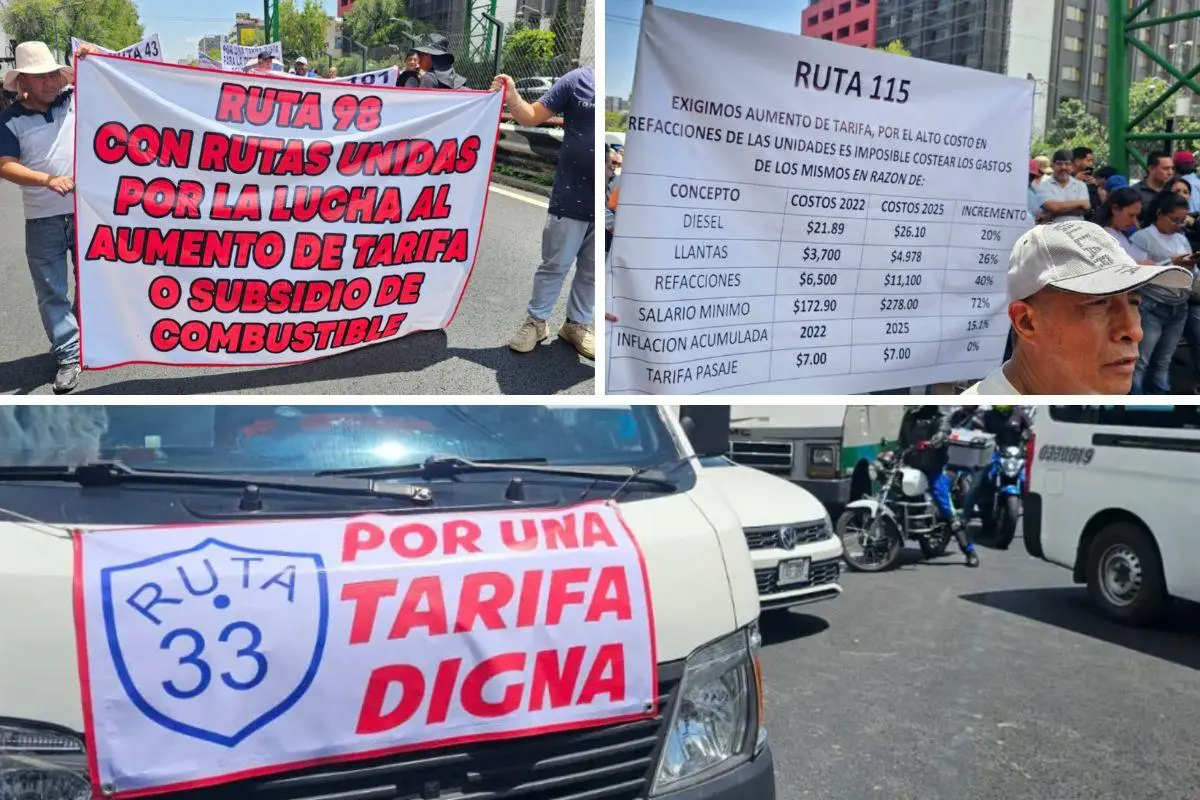 RUTA 43
101
RUTA 98
CON RUTAS UNIDAS
POR LA LUCHA AL
AUMENTO DE TARIFA
O SUBSIDIO DE
COMBUSTIBLE
RUTA 115
EXIGIMOS AUMENTO DE TARIFA, POR EL ALTO COSTO EN
REFACCIONES DE LAS UNIDADES ES IMPOSIBLE COSTEAR LOS GASTOS
DE LOS MISMOS EN RAZON DE:
CONCEPTO COSTOS 2022 COSTOS 2025 INCREMENTO
DIESEL $21.89 $26.10 20%
LLANTAS $3,700 $4.978 26%
REFACCIONES $6,500 $11,100 40%
SALARIO MINIMO $172.90 $278.00 72%
INFLACION ACUMULADA 2022 2025 15.1%
TARIFA PASAJE $7.00 $7.00 0%
RUTA
33
POR UNA
TARIFA
DIGNA
0330819